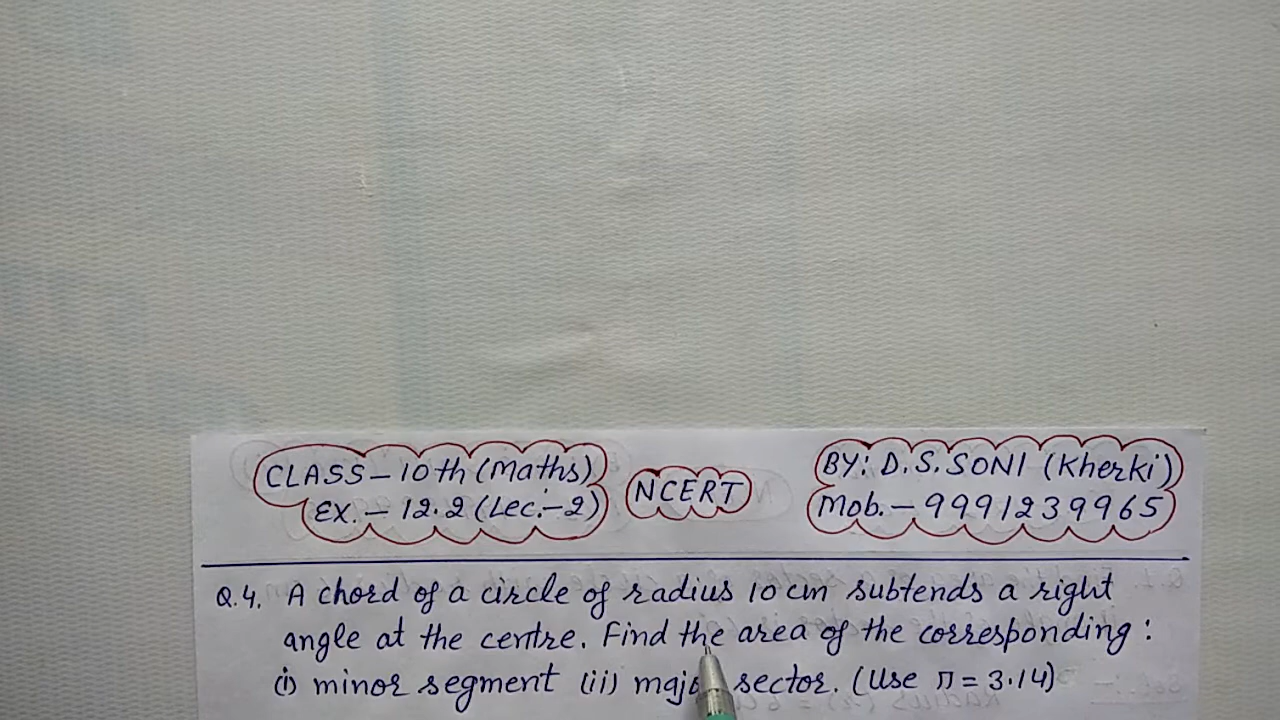 CLASS - 10th (Maths)
EX. - 12.2 (Lec:-2)
NCERT
BY: D.S. SONI (Kherki)
Mob. - 9991239965
Q.4. A chord of a circle of radius 10 cm subtends a right
angle at the centre. Find the area of the corresponding :
(i) minor segment (ii) major sector. (Use π = 3.14)